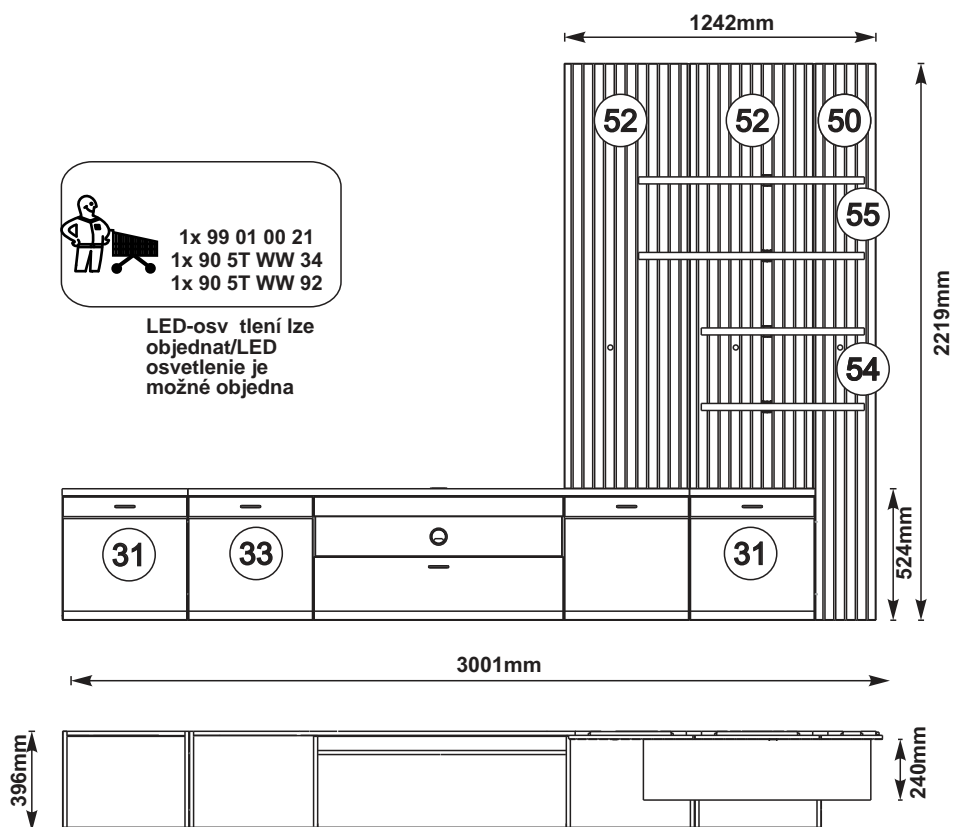 1242mm
52
52
50
1x 99 01 00 21
1x 90 5T WW 34
1x 90 5T WW 92
55
LED-osv tlení lze
objednat/LED
osvetlenie je
možné objedna
2219mm
54
31
33
31
524mm
3001mm
396mm
240mm